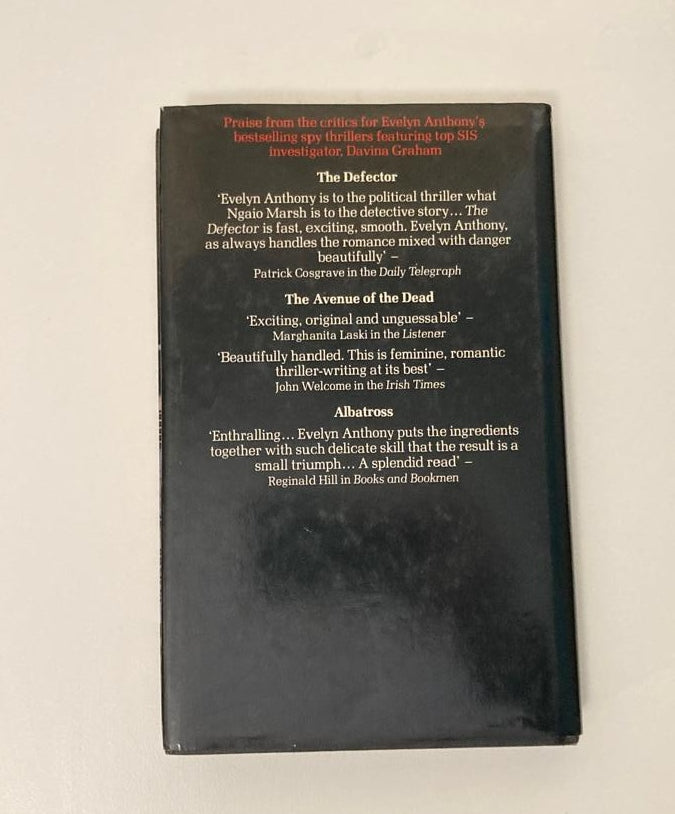 Praise from the critics for Evelyn Anthony's
bestselling spy thrillers featuring top SIS
investigator, Davina Graham
The Defector
'Evelyn Anthony is to the political thriller what
Ngaio Marsh is to the detective story... The
Defector is fast, exciting, smooth. Evelyn Anthony,
as always handles the romance mixed with danger
beautifully' –
Patrick Cosgrave in the Daily Telegraph
The Avenue of the Dead
'Exciting, original and unguessable' –
Marghanita Laski in the Listener
'Beautifully handled. This is feminine, romantic
thriller-writing at its best' –
John Welcome in the Irish Times
Albatross
'Enthralling... Evelyn Anthony puts the ingredients
together with such delicate skill that the result is a
small triumph... A splendid read' –
Reginald Hill in Books and Bookmen